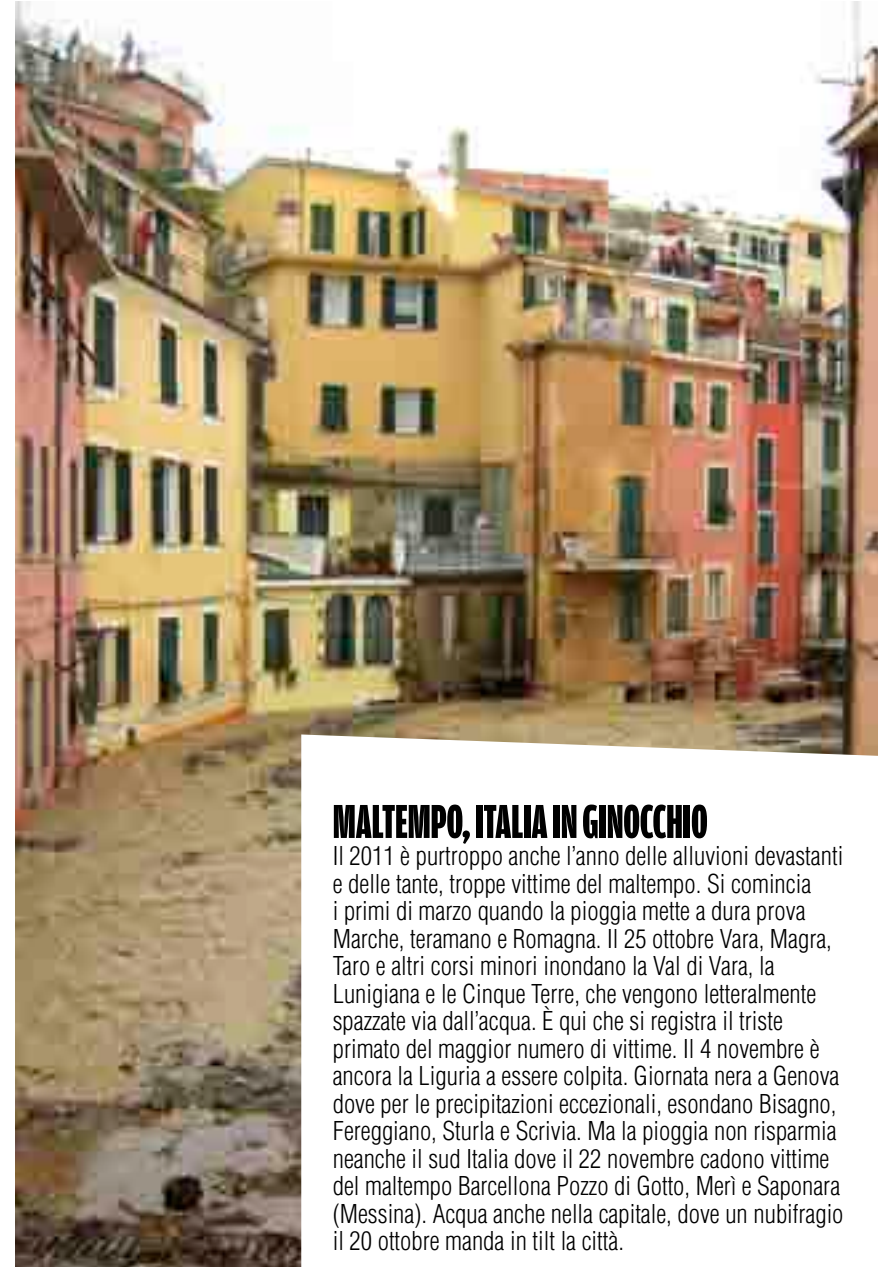 MALTEMPO, ITALIA IN GINOCCHIO
Il 2011 è purtroppo anche l'anno delle alluvioni devastanti
e delle tante, troppe vittime del maltempo. Si comincia
i primi di marzo quando la pioggia mette a dura prova
Marche, teramano e Romagna. Il 25 ottobre Vara, Magra,
Taro e altri corsi minori inondano la Val di Vara, la
Lunigiana e le Cinque Terre, che vengono letteralmente
spazzate via dall'acqua. È qui che si registra il triste
primato del maggior numero di vittime. Il 4 novembre è
ancora la Liguria a essere colpita. Giornata nera a Genova
dove per le precipitazioni eccezionali, esondano Bisagno,
Fereggiano, Sturla e Scrivia. Ma la pioggia non risparmia
neanche il sud Italia dove il 22 novembre cadono vittime
del maltempo Barcellona Pozzo di Gotto, Merì e Saponara
(Messina). Acqua anche nella capitale, dove un nubifragio
il 20 ottobre manda in tilt la città.